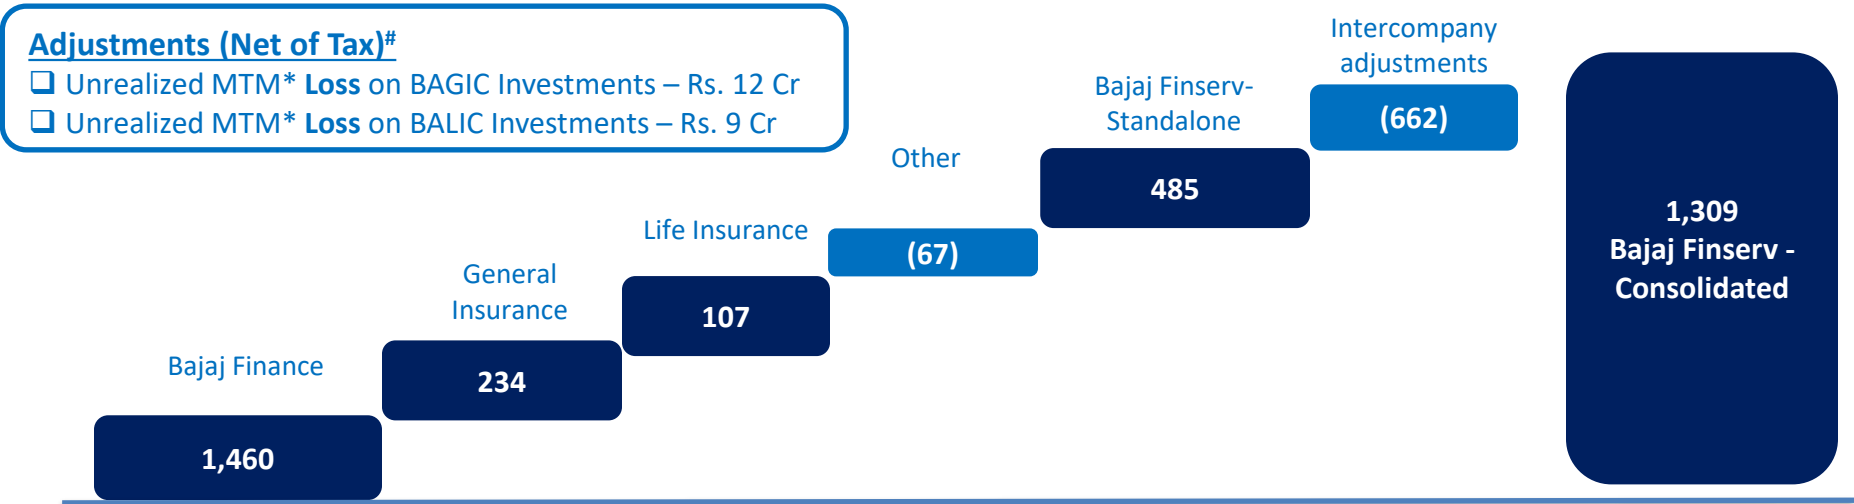 Adjustments (Net of Tax)#
❑ Unrealized MTM* Loss on BAGIC Investments – Rs. 12 Cr
❑ Unrealized MTM* Loss on BALIC Investments – Rs. 9 Cr
Bajaj Finance
1,460
General
Insurance
234
Life Insurance
107
Other
(67)
Bajaj Finserv-
Standalone
485
Intercompany
adjustments
(662)
1,309
Bajaj Finserv -
Consolidated